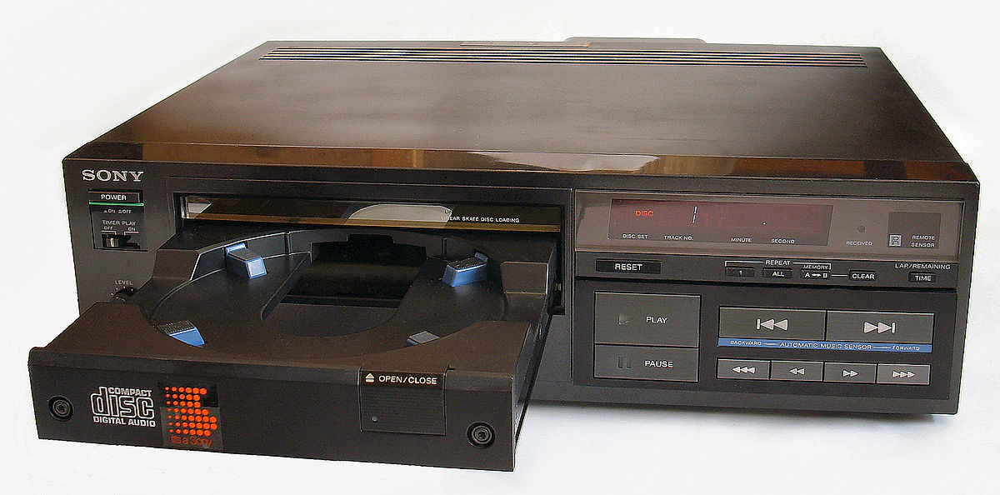 SONY
POWER
ON OFF
TIMER PLAY
OFF ON
LEVEL
LINEAR SKATE DISC LOADING
COMPACT
disc
DIGITAL AUDIO
It's a Sony
OPEN/CLOSE
DISC 1
DISC SET TRACK NO. MINUTE SECOND
RECEIVED
REMOTE
SENSOR
RESET
REPEAT
1 ALL
MEMORY
A B
CLEAR
LAP/REMAINING
TIME
PLAY
PAUSE
BACKWARD AUTOMATIC MUSIC SENSOR FORWARD